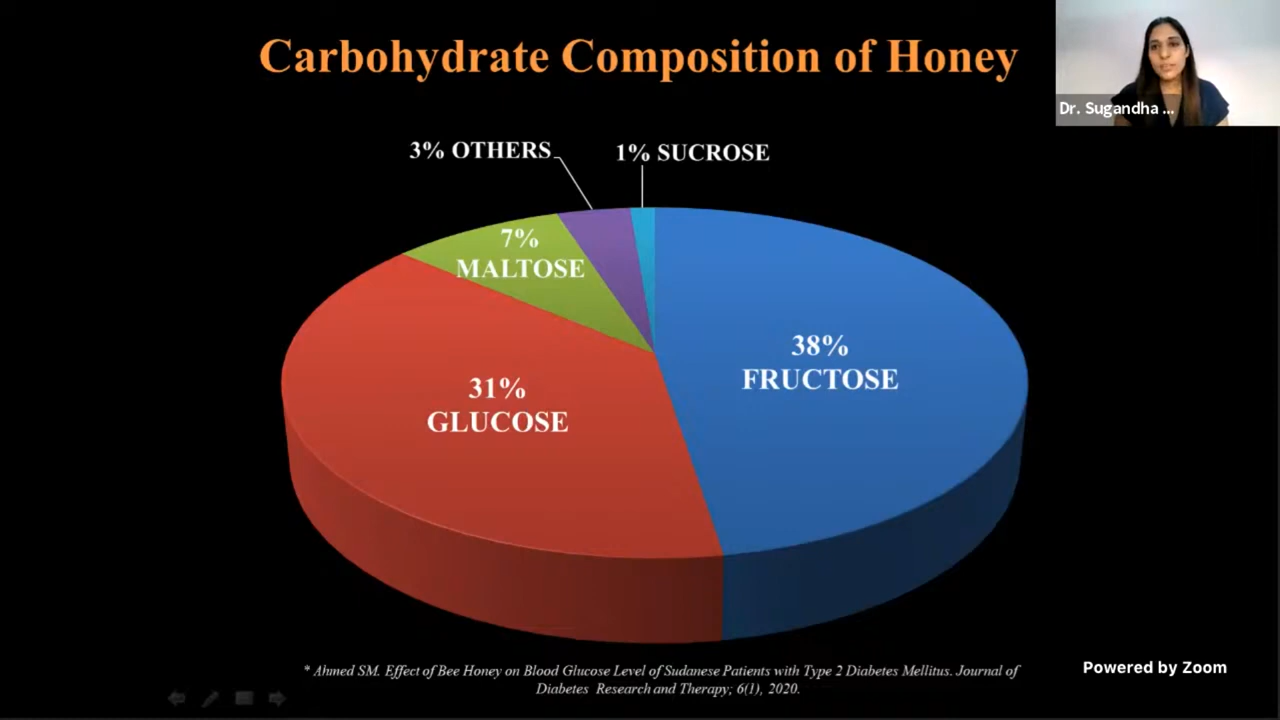 Carbohydrate Composition of Honey
Dr. Sugandha ...
3% OTHERS
1% SUCROSE
7%
MALTOSE
38%
FRUCTOSE
31%
GLUCOSE
* Ahmed SM. Effect of Bee Honey on Blood Glucose Level of Sudanese Patients with Type 2 Diabetes Mellitus. Journal of
Diabetes Research and Therapy; 6(1), 2020.
Powered by Zoom